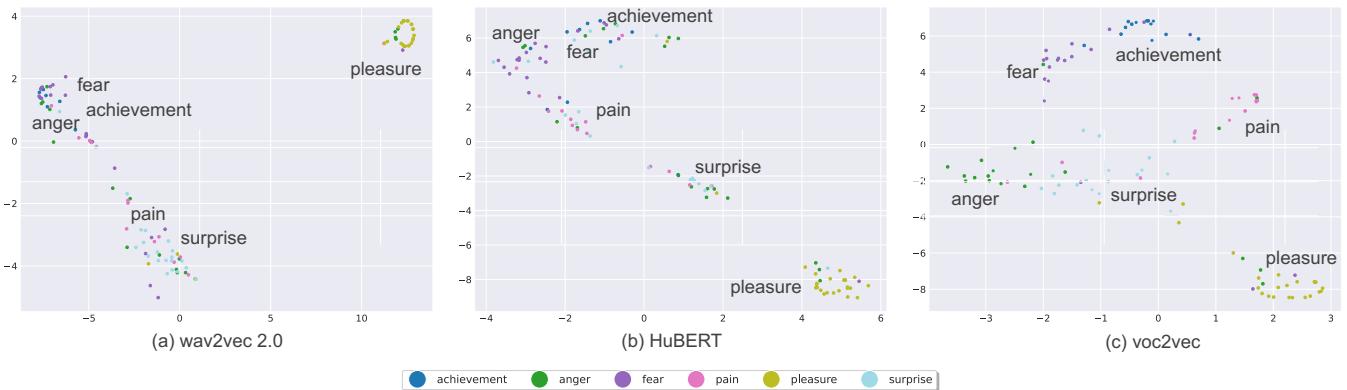 4
2
0
−2
−4
−5
0
5
10
fear
achievement
anger
pain
surprise
pleasure
(a) wav2vec 2.0
6
4
2
0
−2
−4
−6
−8
−4
−2
0
2
4
6
achievement
anger
fear
pain
surprise
pleasure
(b) HuBERT
6
4
2
0
−2
−4
−6
−8
−3
−2
−1
0
1
2
3
achievement
fear
pain
anger
surprise
pleasure
(c) voc2vec
achievement anger fear pain pleasure surprise